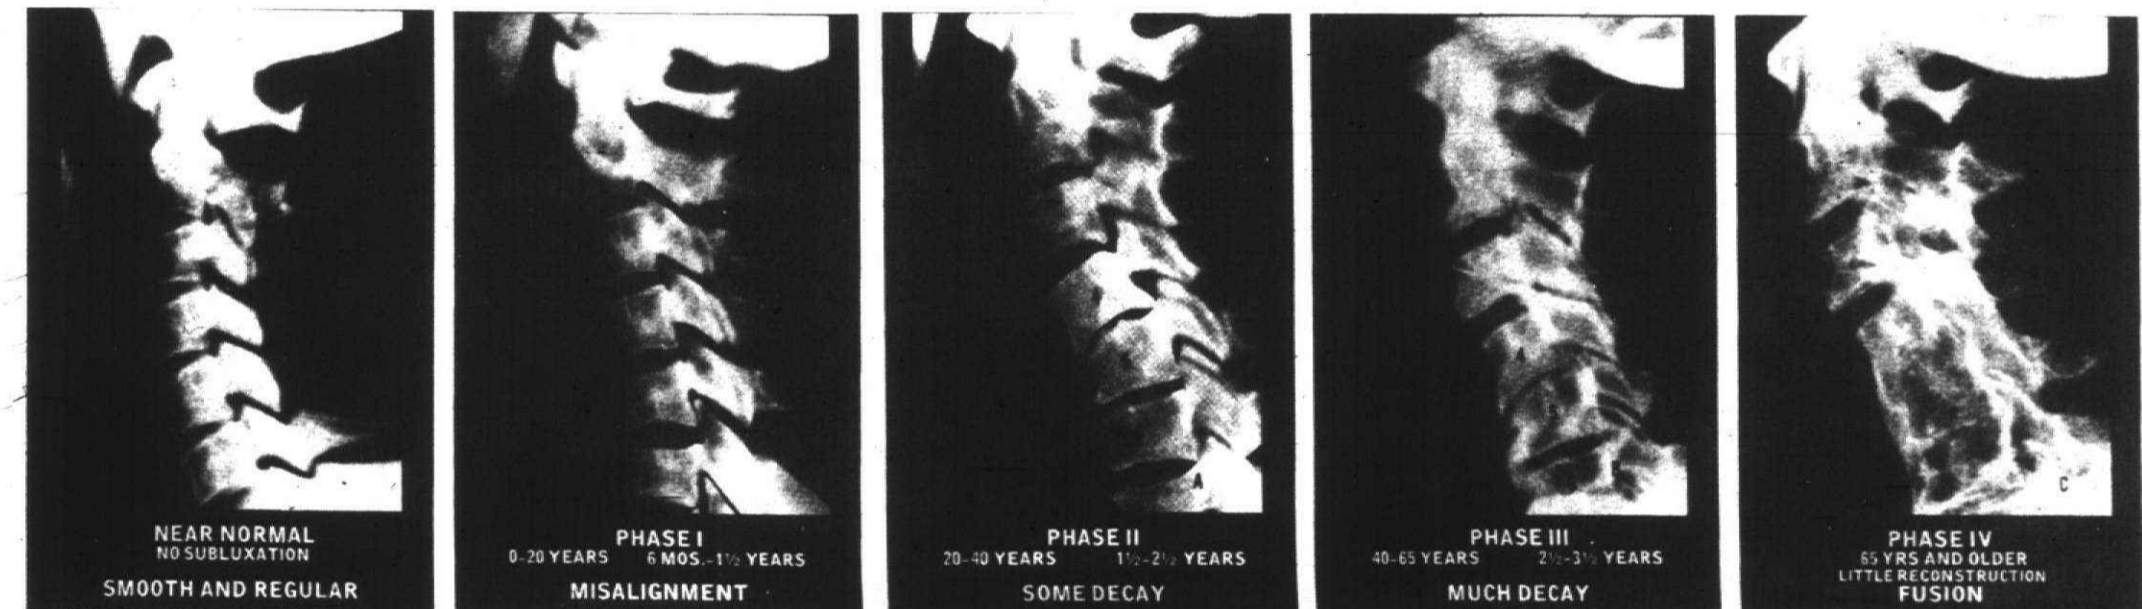 NEAR NORMAL
NO SUBLUXATION
SMOOTH AND REGULAR
PHASE I
0-20 YEARS 6 MOS.-1½ YEARS
MISALIGNMENT
A
PHASE II
20-40 YEARS 1½-2½ YEARS
SOME DECAY
A
PHASE III
40-65 YEARS 2½-3½ YEARS
MUCH DECAY
C
PHASE IV
65 YRS AND OLDER
LITTLE RECONSTRUCTION
FUSION